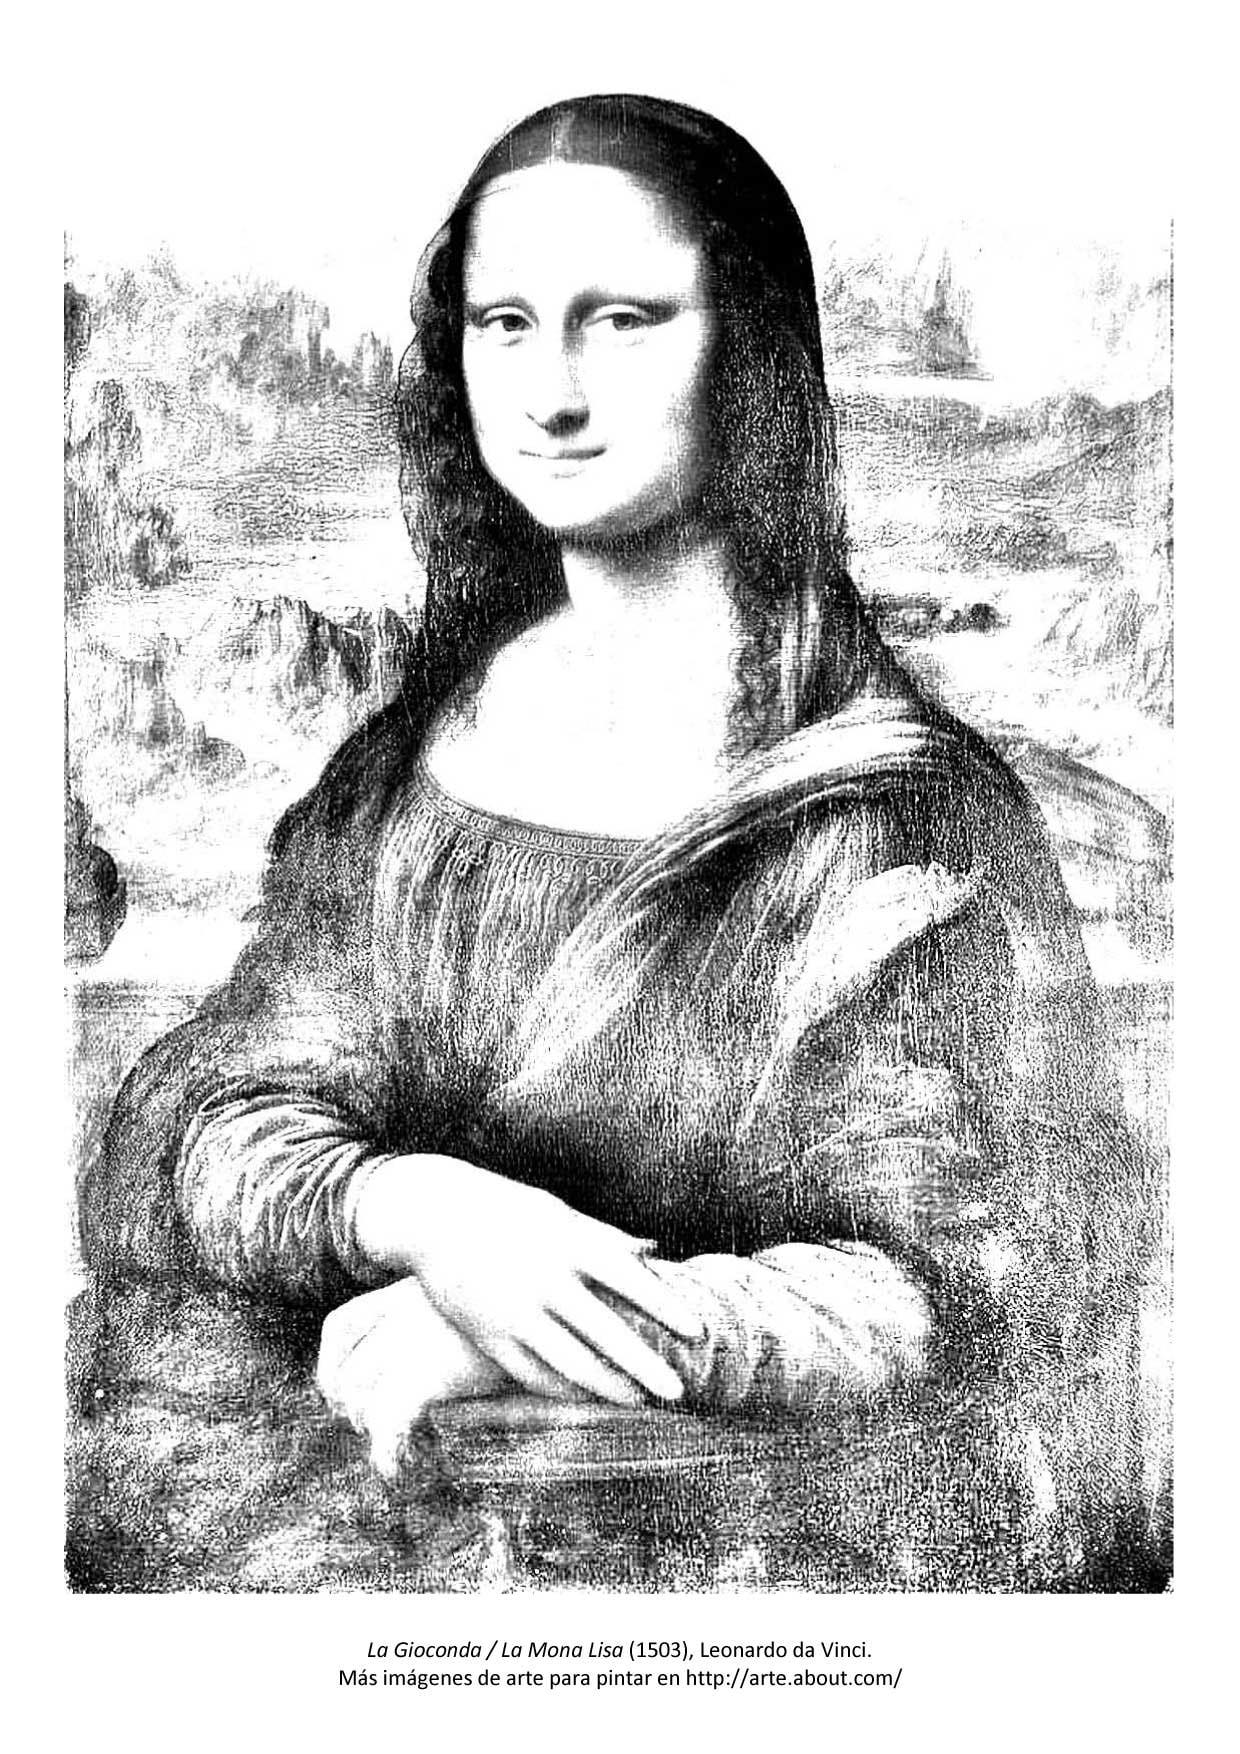 La Gioconda / La Mona Lisa (1503), Leonardo da Vinci.
Más imágenes de arte para pintar en http://arte.about.com/